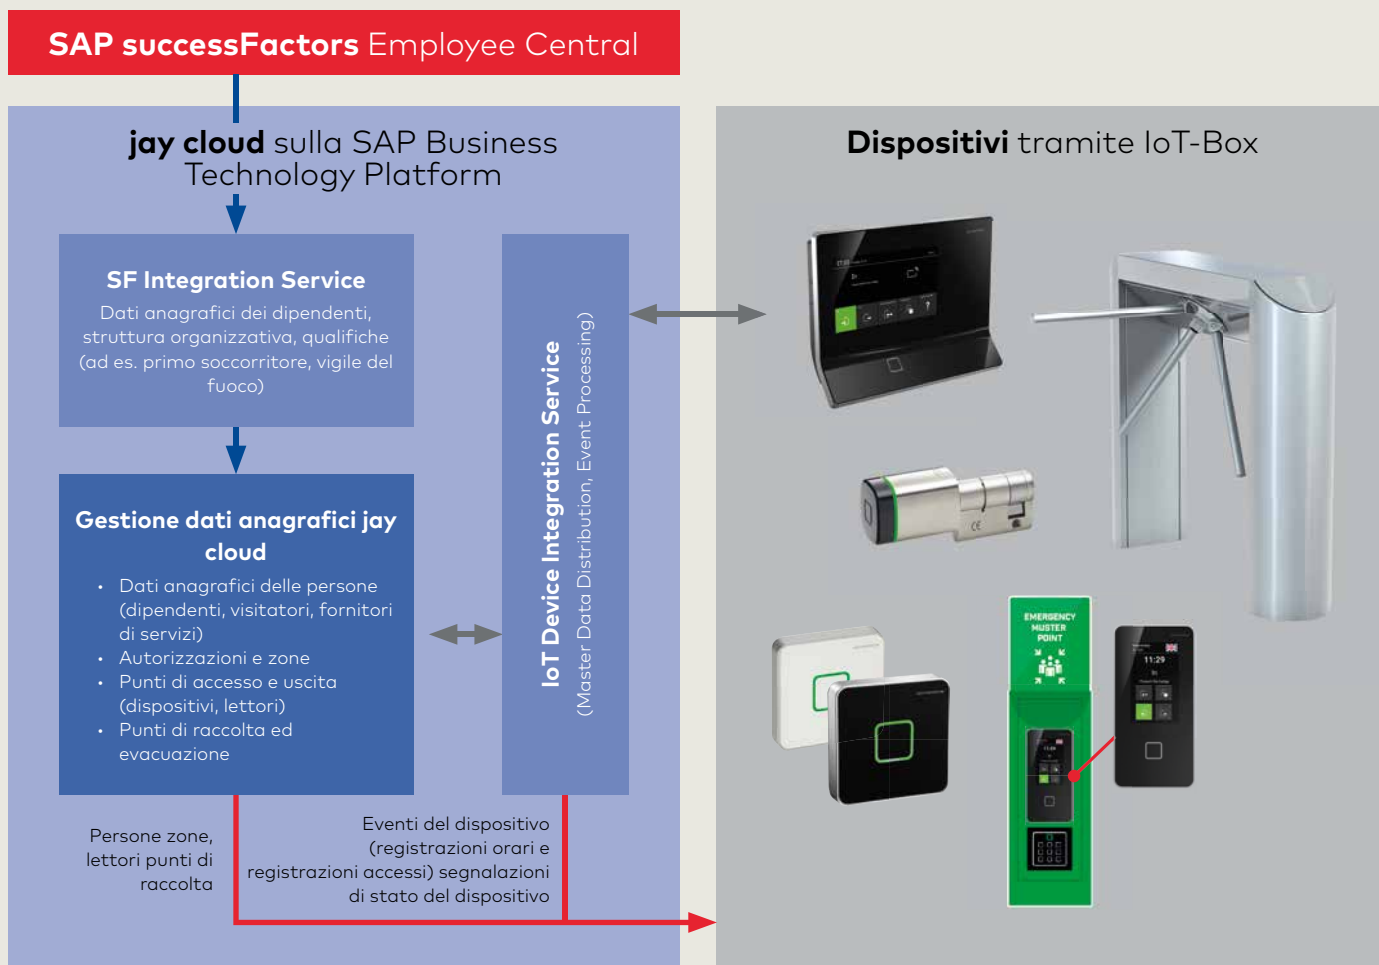 SAP successFactors Employee Central
jay cloud sulla SAP Business
Technology Platform
SF Integration Service
Dati anagrafici dei dipendenti,
struttura organizzativa, qualifiche
(ad es. primo soccorritore, vigile del
fuoco)
Gestione dati anagrafici jay
cloud
• Dati anagrafici delle persone
(dipendenti, visitatori, fornitori
di servizi)
• Autorizzazioni e zone
• Punti di accesso e uscita
(dispositivi, lettori)
• Punti di raccolta ed
evacuazione
IoT Device Integration Service
(Master Data Distribution, Event Processing)
Persone zone,
lettori punti di
raccolta
Eventi del dispositivo
(registrazioni orari e
registrazioni accessi) segnalazioni
di stato del dispositivo
Dispositivi tramite IoT-Box
CE
EMERGENCY
MUSTER
POINT
11:29
In
11:29